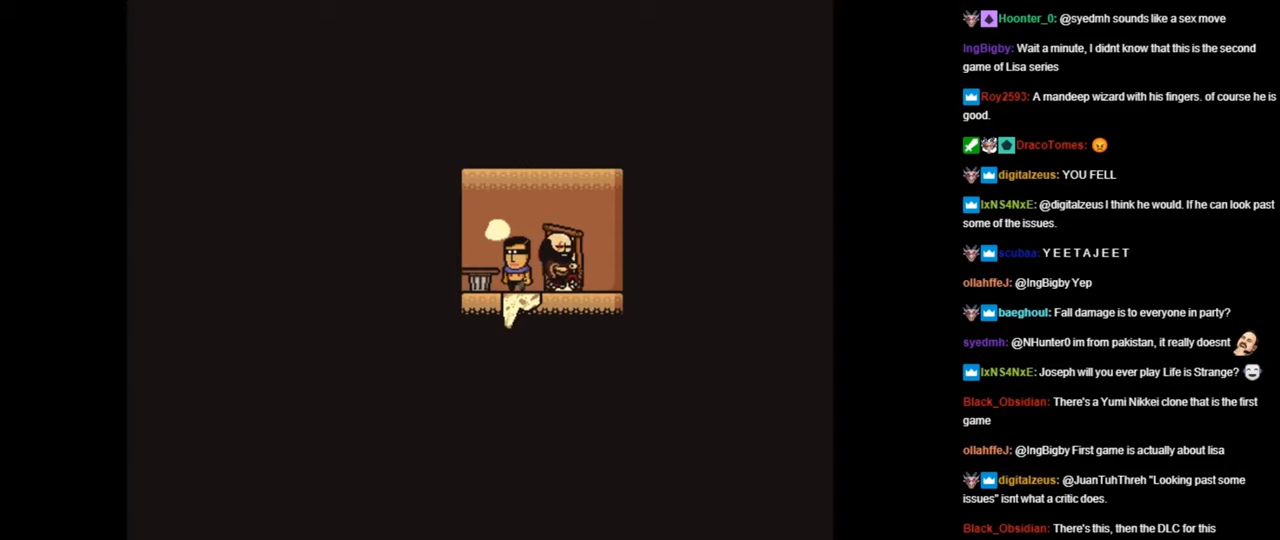 Hoonter_0: @syedmh sounds like a sex move
IngBigby: Wait a minute, I didnt know that this is the second
game of Lisa series
Roy2593: A mandeep wizard with his fingers. of course he is
good.
DracoTomes: 😡
digitalzeus: YOU FELL
IxNS4NxE: @digitalzeus I think he would. If he can look past
some of the issues.
scubaa: Y E E T A J E E T
ollahffeJ: @IngBigby Yep
baeghoul: Fall damage is to everyone in party?
syedmh: @NHunter0 im from pakistan, it really doesnt
IxNS4NxE: Joseph will you ever play Life is Strange?
Black_Obsidian: There's a Yumi Nikkei clone that is the first
game
ollahffeJ: @IngBigby First game is actually about lisa
digitalzeus: @JuanTuhThreh "Looking past some
issues" isnt what a critic does.
Black_Obsidian: There's this, then the DLC for this